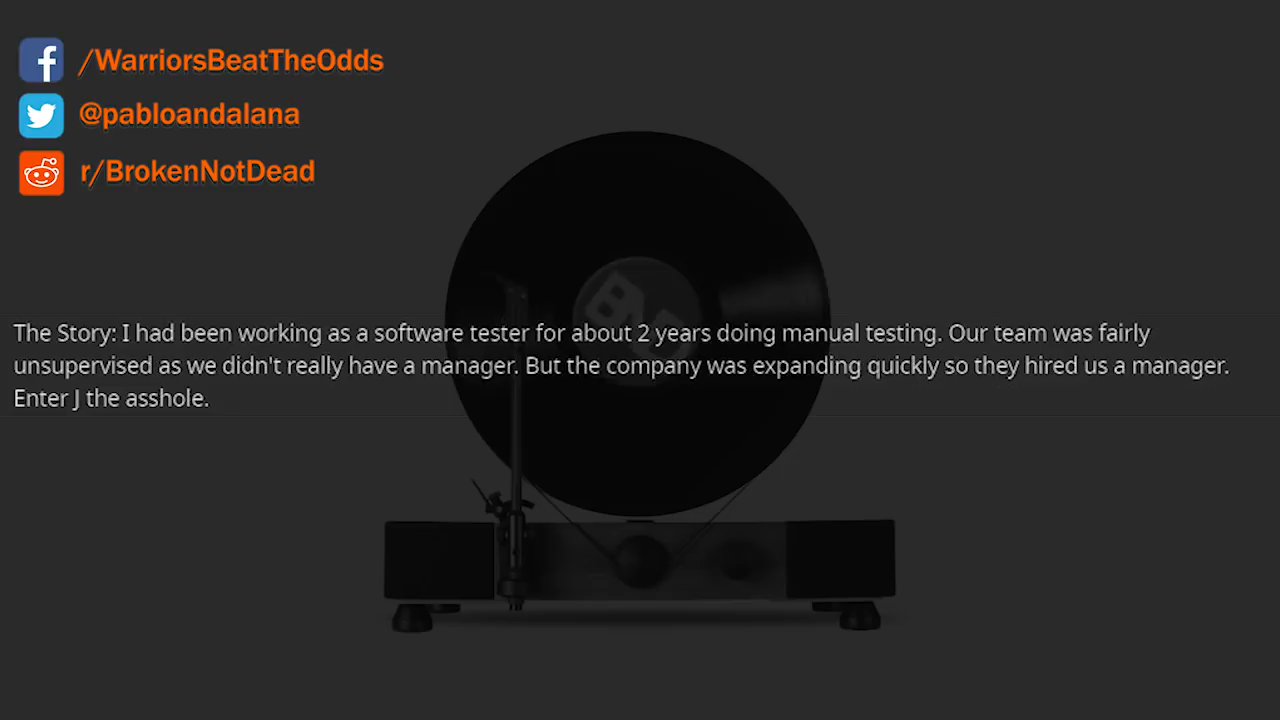 /WarriorsBeatTheOdds
@pabloandalana
r/BrokenNotDead
The Story: I had been working as a software tester for about 2 years doing manual testing. Our team was fairly
unsupervised as we didn't really have a manager. But the company was expanding quickly so they hired us a manager.
Enter J the asshole.